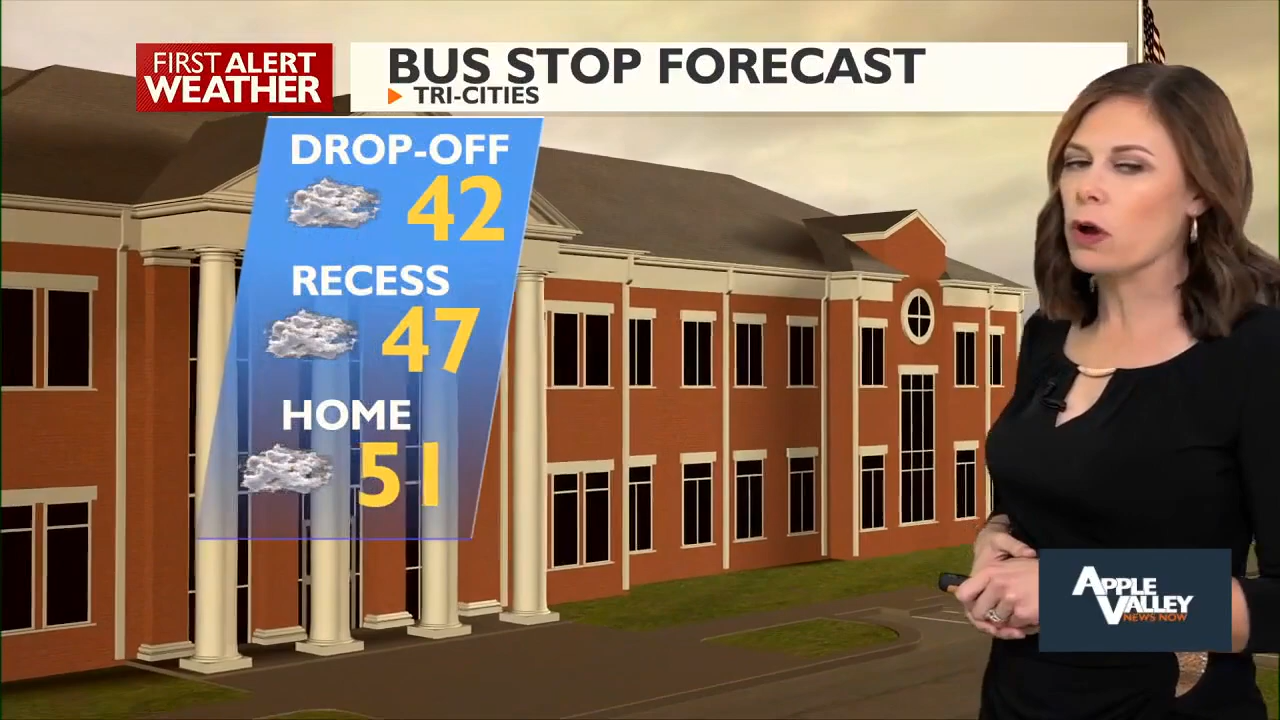 FIRST ALERT
WEATHER
BUS STOP FORECAST
TRI-CITIES
DROP-OFF
42
RECESS
47
HOME
51
APPLE
VALLEY
NEWS NOW